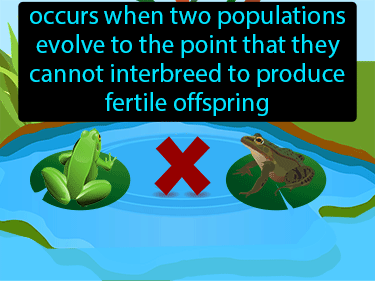 occurs when two populations
evolve to the point that they
cannot interbreed to produce
fertile offspring